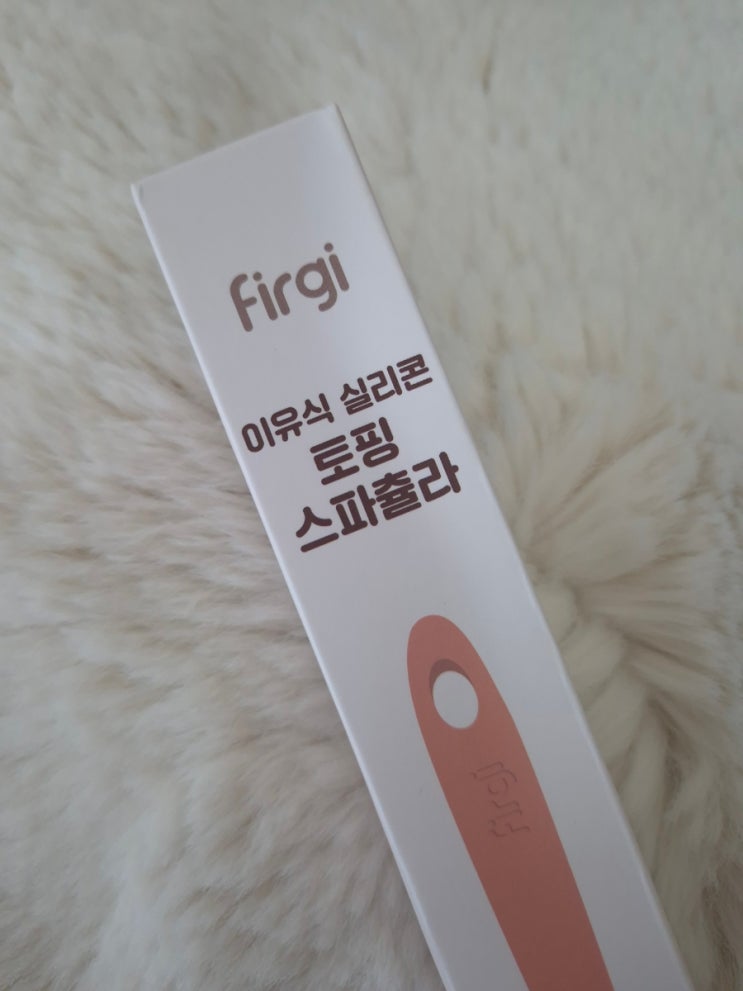 firgi
이유식 실리콘
토핑
스파츌라
firgi